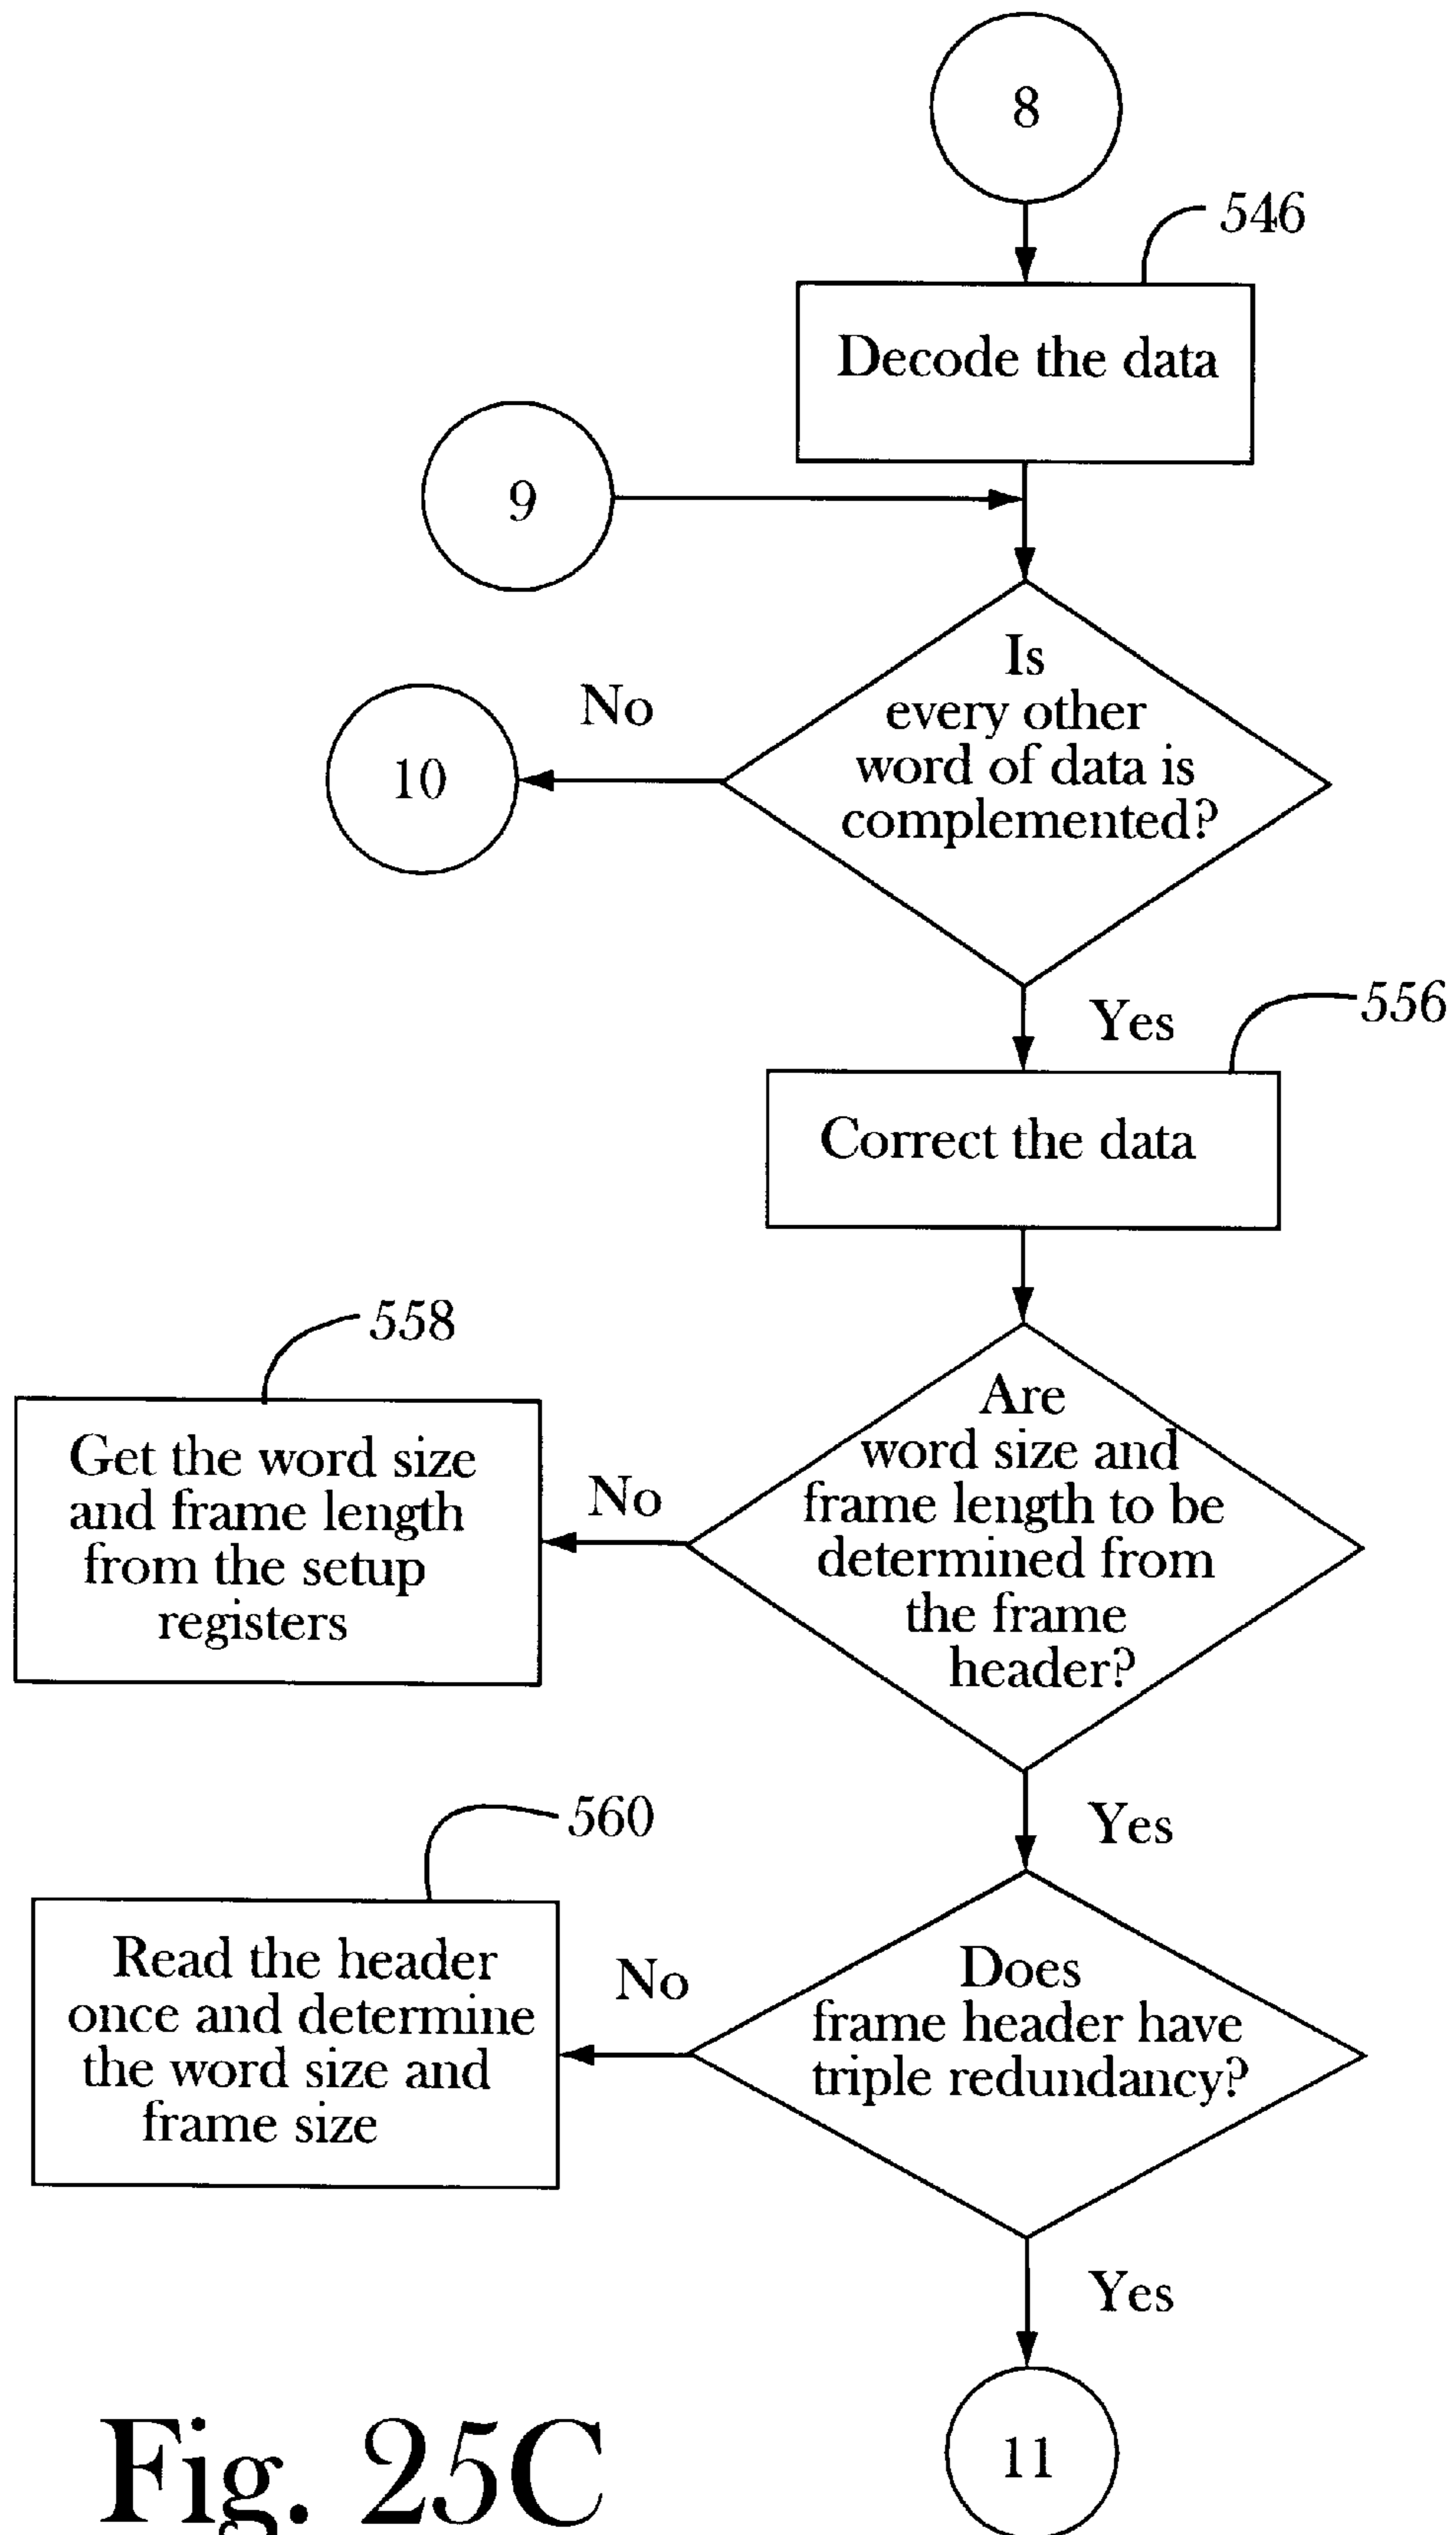 8
546
Decode the data
9
Is
every other
word of data is
complemented?
No
10
Yes
556
Correct the data
558
Are
word size and
frame length to be
determined from
the frame
header?
No
Get the word size
and frame length
from the setup
registers
Yes
560
Does
frame header have
triple redundancy?
No
Read the header
once and determine
the word size and
frame size
Yes
11
Fig. 25C